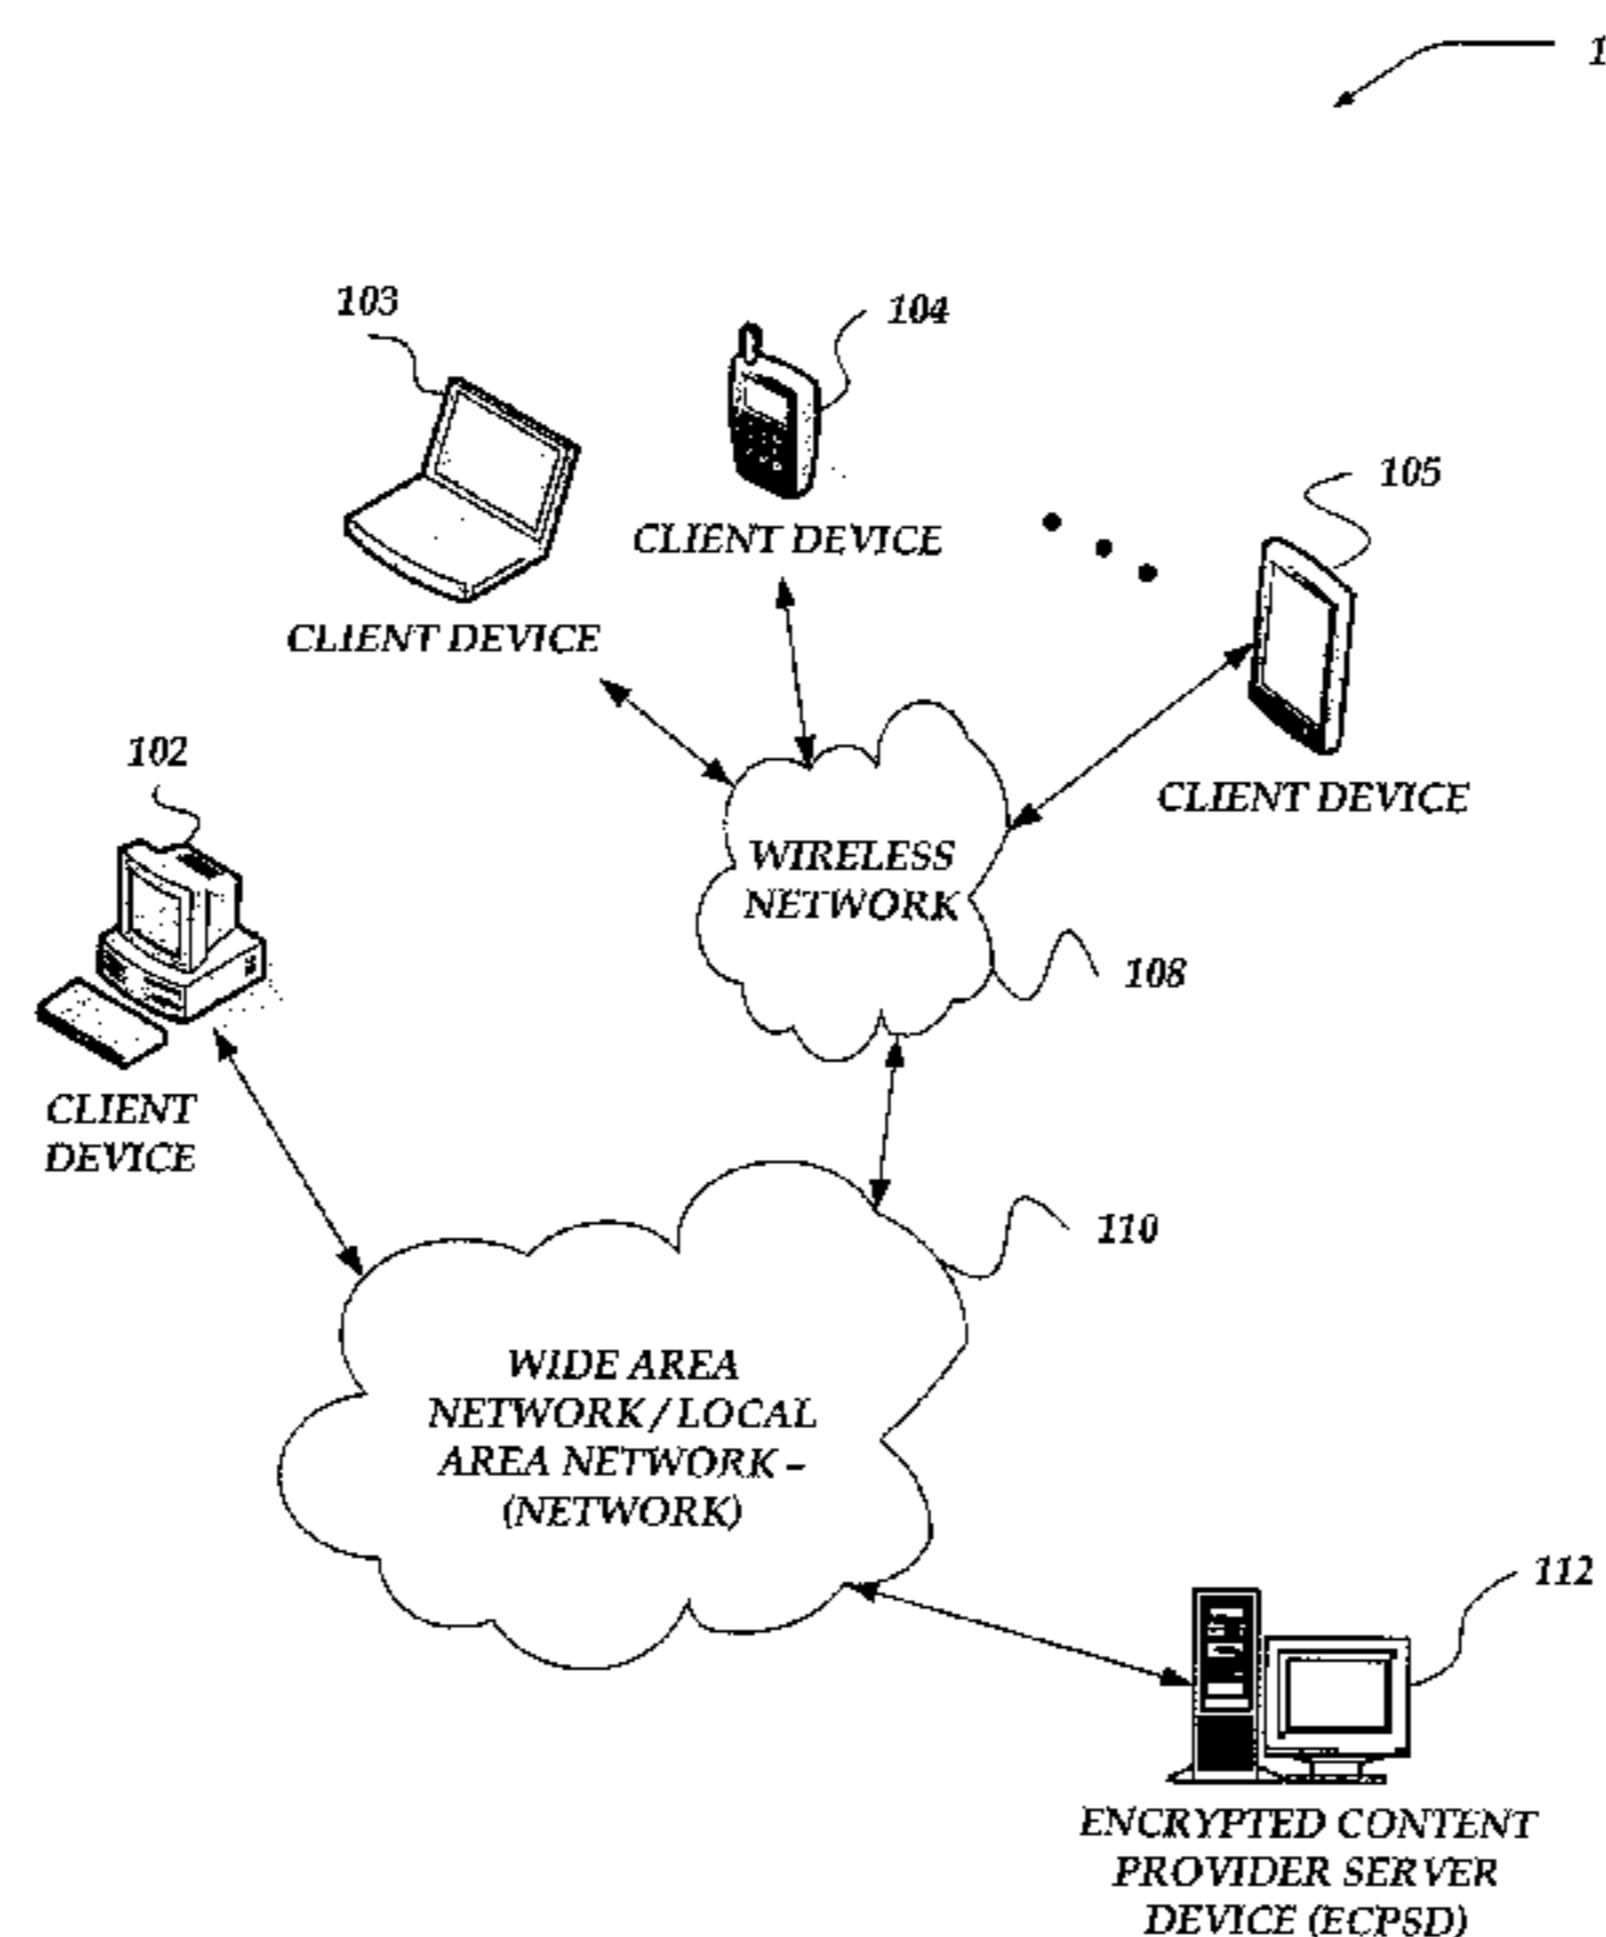 1
103
104
105
CLIENT DEVICE
CLIENT DEVICE
102
CLIENT DEVICE
WIRELESS
NETWORK
108
CLIENT
DEVICE
110
WIDE AREA
NETWORK / LOCAL
AREA NETWORK –
(NETWORK)
112
ENCRYPTED CONTENT
PROVIDER SERVER
DEVICE (ECPSD)